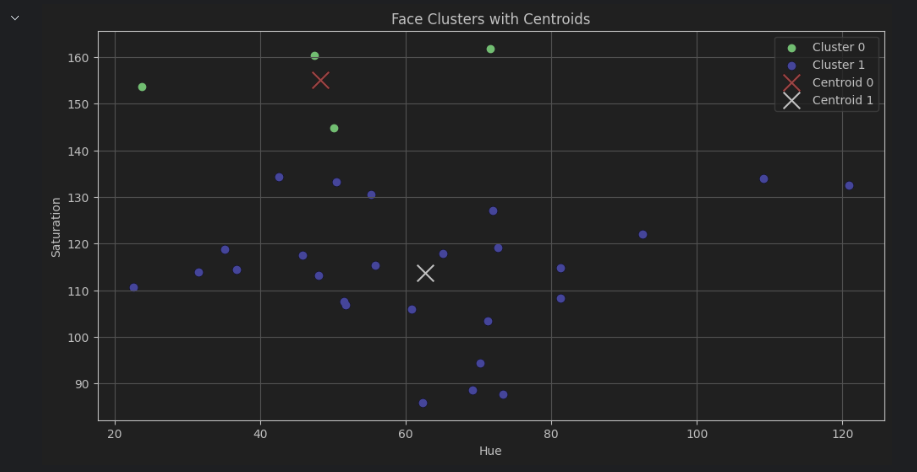 Face Clusters with Centroids
Cluster 0
Cluster 1
Centroid 0
Centroid 1
160
150
140
130
120
110
100
90
Saturation
20 40 60 80 100 120
Hue